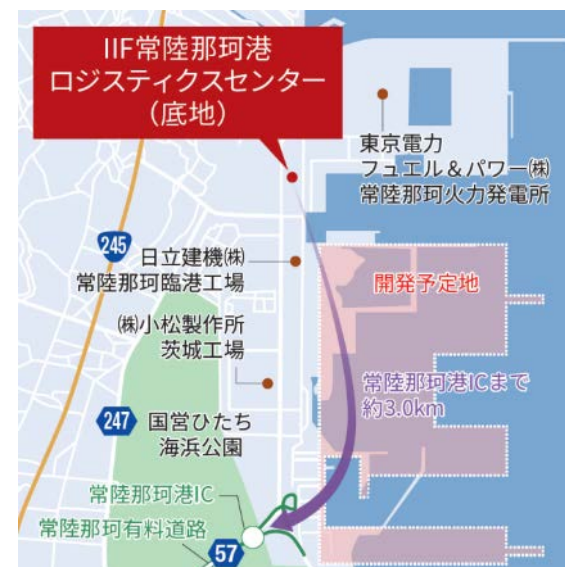 IIF常陸那珂港
ロジスティクスセンター
（底地）
東京電力
フュエル＆パワー㈱
常陸那珂火力発電所
245
日立建機㈱
常陸那珂臨港工場
開発予定地
㈱小松製作所
茨城工場
常陸那珂港ICまで
約3.0km
247
国営ひたち
海浜公園
常陸那珂港IC
常陸那珂有料道路
57